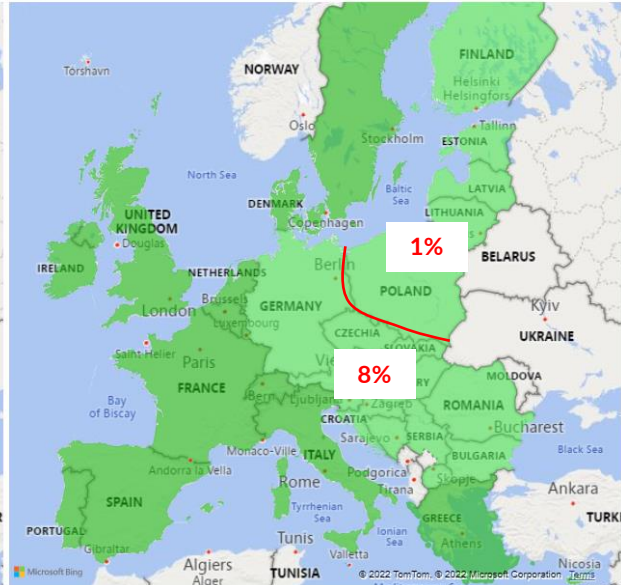 FINLAND
Tórshavn
NORWAY
Helsinki
Helsingfors
Oslo
Stockholm
Tallinn
ESTONIA
North Sea
Baltic
Sea
LATVIA
DENMARK
Copenhagen
LITHUANIA
UNITED
KINGDOM
Douglas
1%
BELARUS
IRELAND
NETHERLANDS
Berlin
POLAND
London
Brussels
GERMANY
Kyiv
Luxembourg
CZECHIA
UKRAINE
Saint Helier
Paris
SLOVAKIA
Vie
8%
RY
MOLDOVA
FRANCE
Bern
Ljubljana
Zagreb
ROMANIA
Bay
of Biscay
CROATIA
Bucharest
Sarajevo
SERBIA
Monaco-Ville
ITALY
BULGARIA
Black Sea
Andorra la Vella
Podgorica
Skopje
Rome
Tirana
Ankara
SPAIN
Tyrrhenian
Sea
GREECE
TURK
PORTUGAL
Ionian
Sea
Athens
Gibraltar
Tunis
Valletta
Nicosia
Algiers
Alger
TUNISIA
Microsoft Bing
© 2022 TomTom, © 2022 Microsoft Corporation Terms